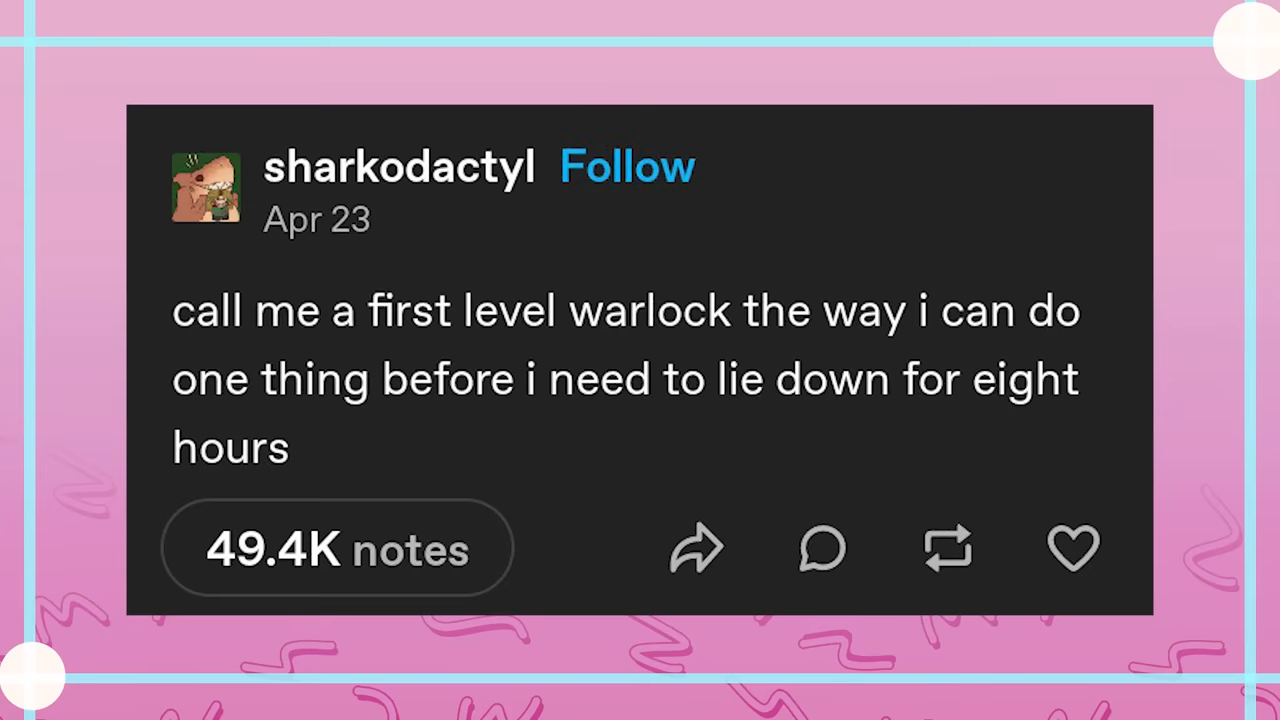 sharkodactyl Follow
Apr 23
call me a first level warlock the way i can do
one thing before i need to lie down for eight
hours
49.4K notes